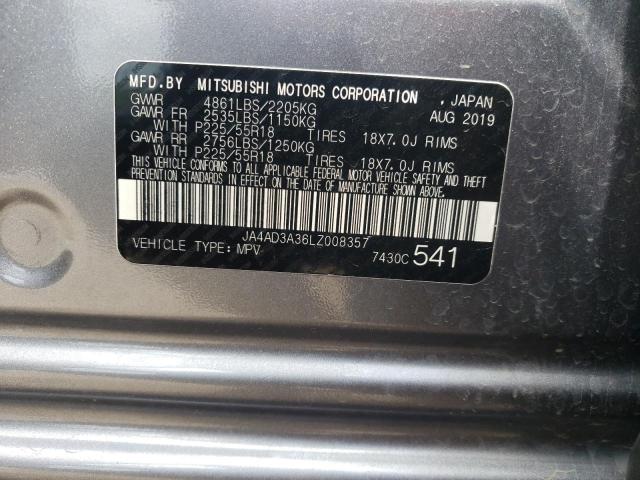 MFD.BY MITSUBISHI MOTORS CORPORATION , JAPAN
GVWR 4861LBS/2205KG AUG 2019
GAWR FR 2535LBS/1150KG
WITH P225/55R18 TIRES 18X7.0J RIMS
GAWR RR 2756LBS/1250KG
WITH P225/55R18 TIRES 18X7.0J RIMS
THIS VEHICLE CONFORMS TO ALL APPLICABLE FEDERAL MOTOR VEHICLE SAFETY AND THEFT
PREVENTION STANDARDS IN EFFECT ON THE DATE OF MANUFACTURE SHOWN ABOVE.
JA4AD3A36LZ008357
VEHICLE TYPE: MPV 7430C 541